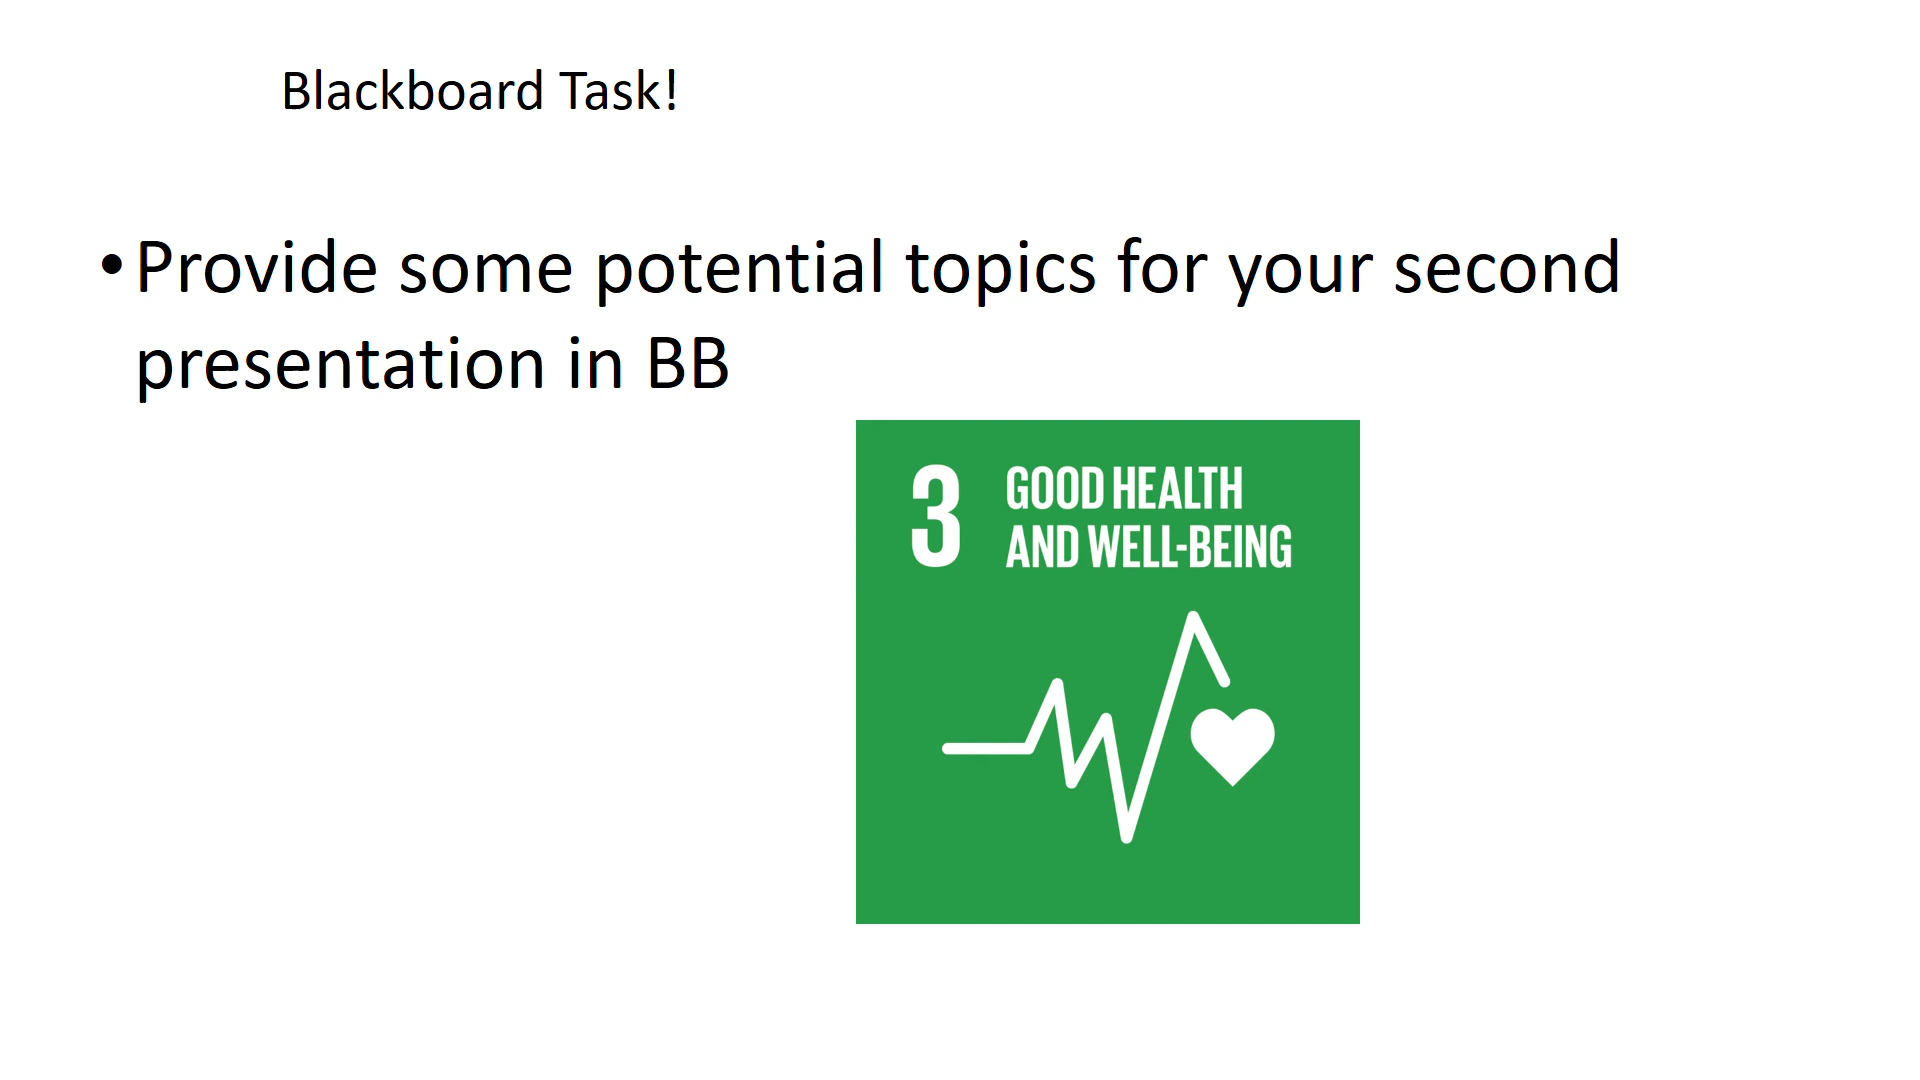 Blackboard Task!
•Provide some potential topics for your second
presentation in BB
3 GOOD HEALTH
AND WELL-BEING